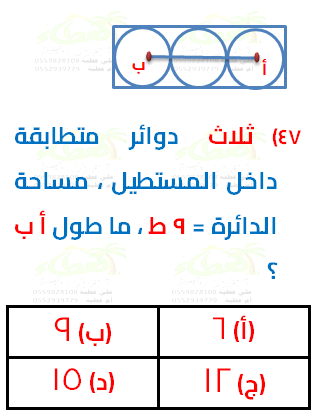 ب أ
٤٧) ثلاث دوائر متطابقة
داخل المستطيل ، مساحة
الدائرة = ٩ ط ، ما طول أ ب
؟
(أ) ٦ (ب) ٩
(ج) ١٢ (د) ١٥